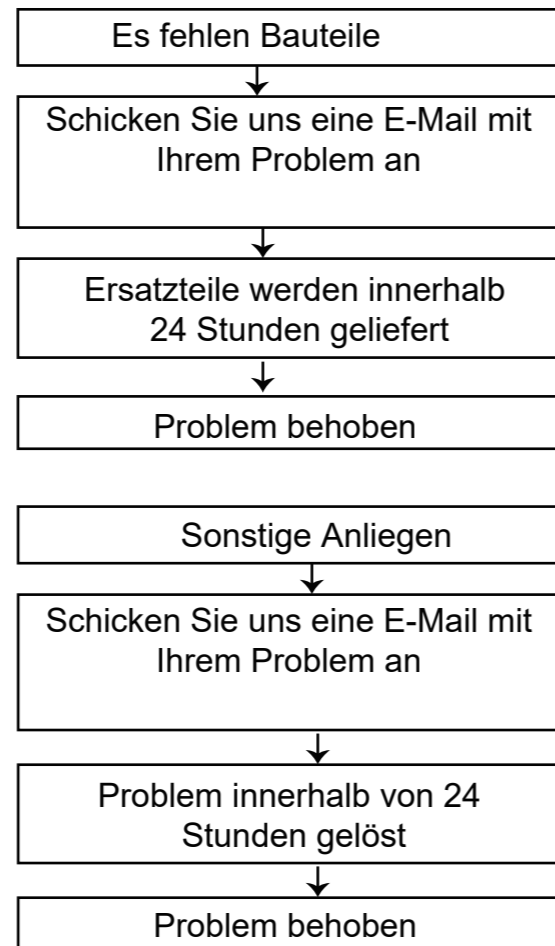 Es fehlen Bauteile
Schicken Sie uns eine E-Mail mit
Ihrem Problem an
Ersatzteile werden innerhalb
24 Stunden geliefert
Problem behoben
Sonstige Anliegen
Schicken Sie uns eine E-Mail mit
Ihrem Problem an
Problem innerhalb von 24
Stunden gelöst
Problem behoben